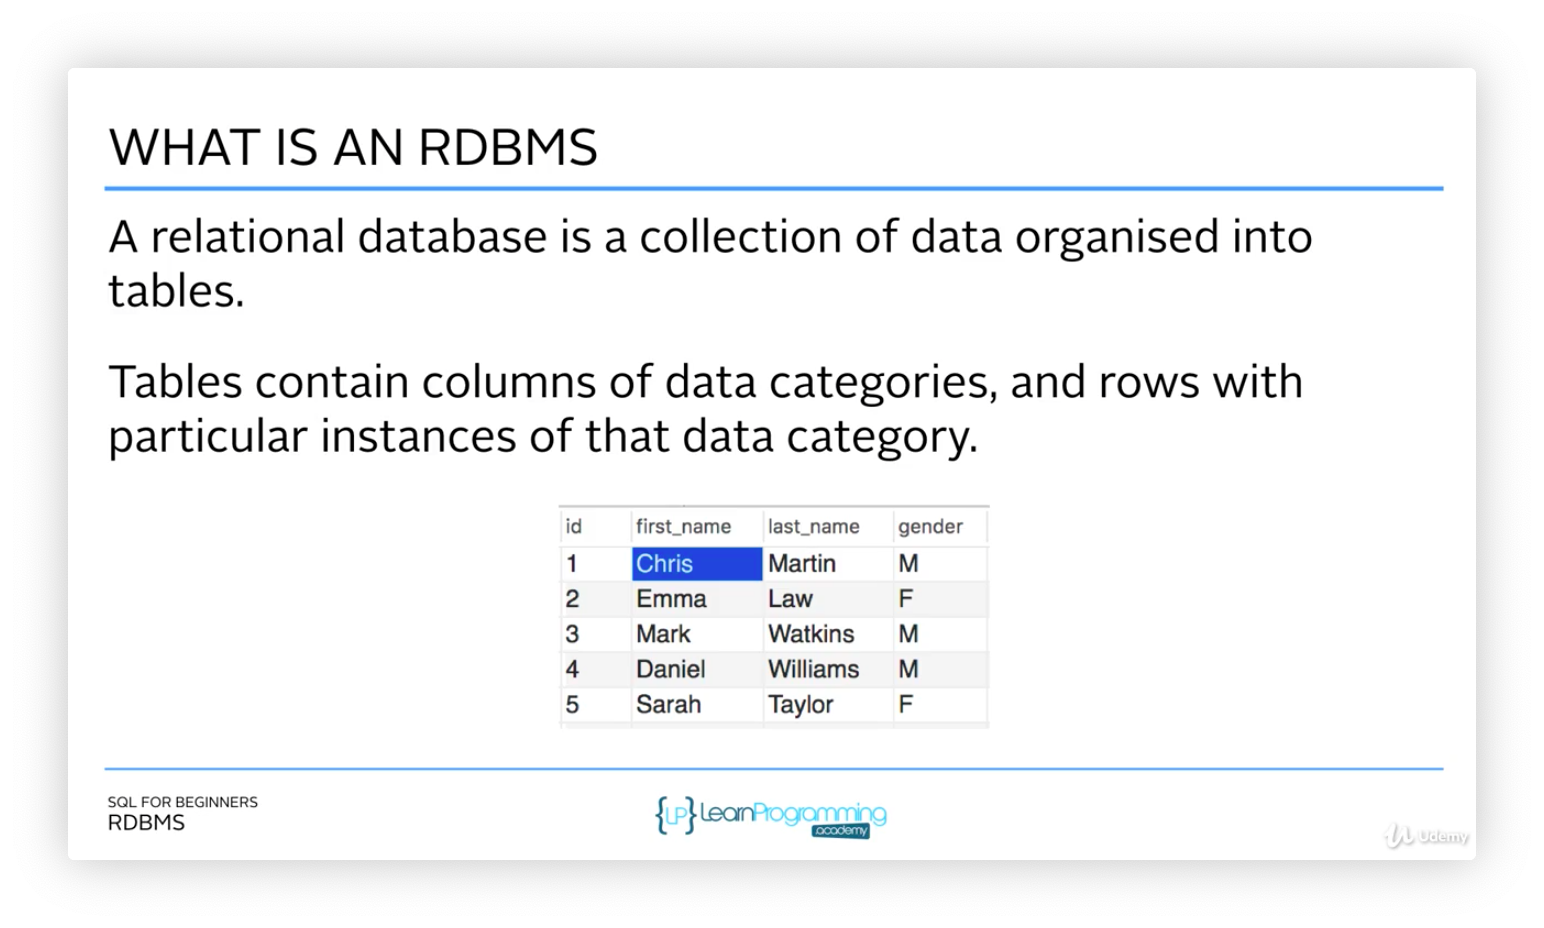 WHAT IS AN RDBMS
A relational database is a collection of data organised into
tables.
Tables contain columns of data categories, and rows with
particular instances of that data category.
id first_name last_name gender
1 Chris Martin M
2 Emma Law F
3 Mark Watkins M
4 Daniel Williams M
5 Sarah Taylor F
SQL FOR BEGINNERS
RDBMS
{LP} LearnProgramming
.academy
Udemy